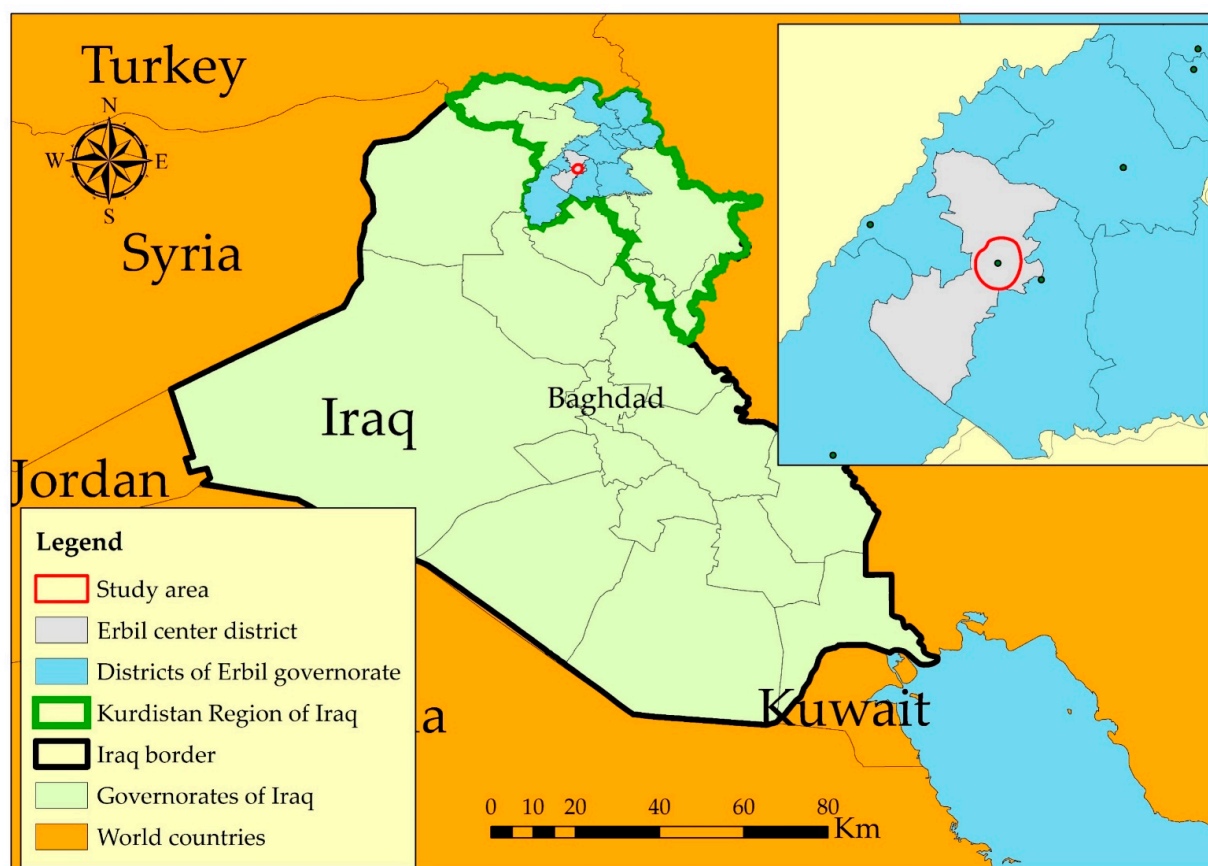 Turkey
N
W E
S
Syria
Iraq
Baghdad
Jordan
Kuwait
a
Legend
Study area
Erbil center district
Districts of Erbil governorate
Kurdistan Region of Iraq
Iraq border
Governorates of Iraq
World countries
0 10 20 40 60 80
Km